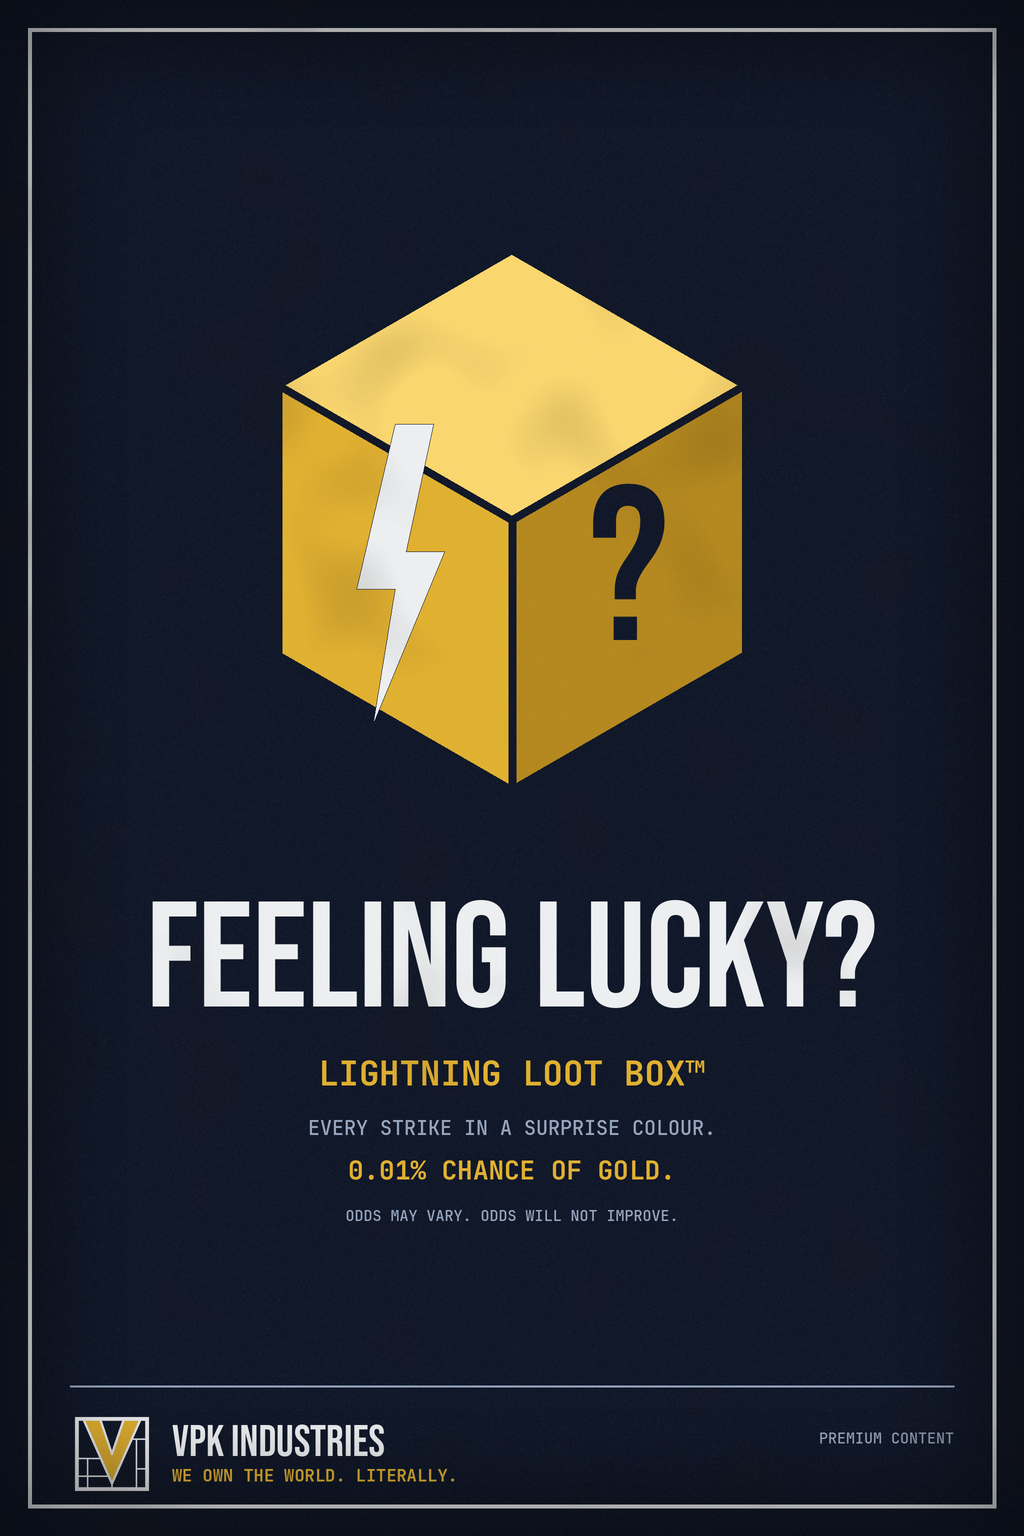 ?
FEELING LUCKY?
LIGHTNING LOOT BOX™
EVERY STRIKE IN A SURPRISE COLOUR.
0.01% CHANCE OF GOLD.
ODDS MAY VARY. ODDS WILL NOT IMPROVE.
V
VPK INDUSTRIES
WE OWN THE WORLD. LITERALLY.
PREMIUM CONTENT